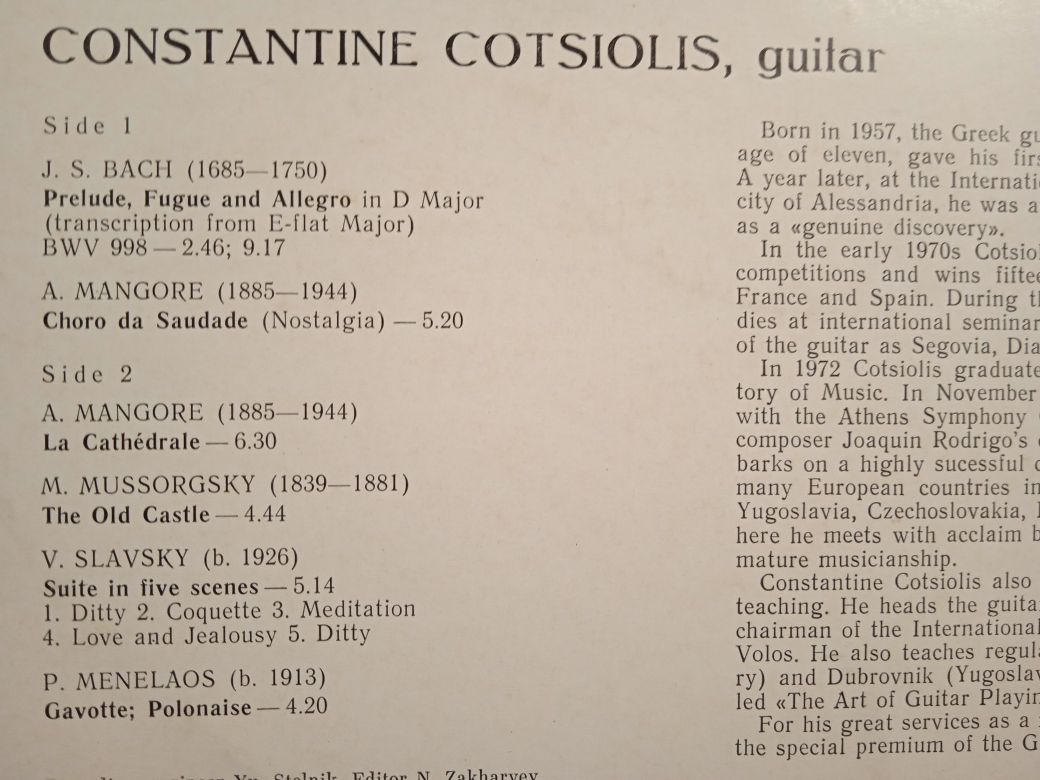 CONSTANTINE COTSIOLIS, guitar
Side 1
J. S. BACH (1685—1750)
Prelude, Fugue and Allegro in D Major
(transcription from E-flat Major)
BWV 998 — 2.46; 9.17
A. MANGORE (1885—1944)
Choro da Saudade (Nostalgia) — 5.20
Side 2
A. MANGORE (1885—1944)
La Cathédrale — 6.30
M. MUSSORGSKY (1839—1881)
The Old Castle — 4.44
V. SLAVSKY (b. 1926)
Suite in five scenes — 5.14
1. Ditty 2. Coquette 3. Meditation
4. Love and Jealousy 5. Ditty
P. MENELAOS (b. 1913)
Gavotte; Polonaise — 4.20
Yu. Stelnik. Editor N. Zakharyev
Born in 1957, the Greek
age of eleven, gave his
A year later, at the
city of Alessandria, he was
as a «genuine discovery».
In the early 1970s
competitions and wins
France and Spain. During
dies at international
of the guitar as Segovia,
In 1972 Cotsiolis
tory of Music. In November
with the Athens Symphony
composer Joaquin Rodrigo's
barks on a highly sucessful
many European countries in
Yugoslavia, Czechoslovakia,
here he meets with acclaim
mature musicianship.
Constantine Cotsiolis also
teaching. He heads the
chairman of the International
Volos. He also teaches
ry) and Dubrovnik
led «The Art of Guitar
For his great services as a
the special premium of the